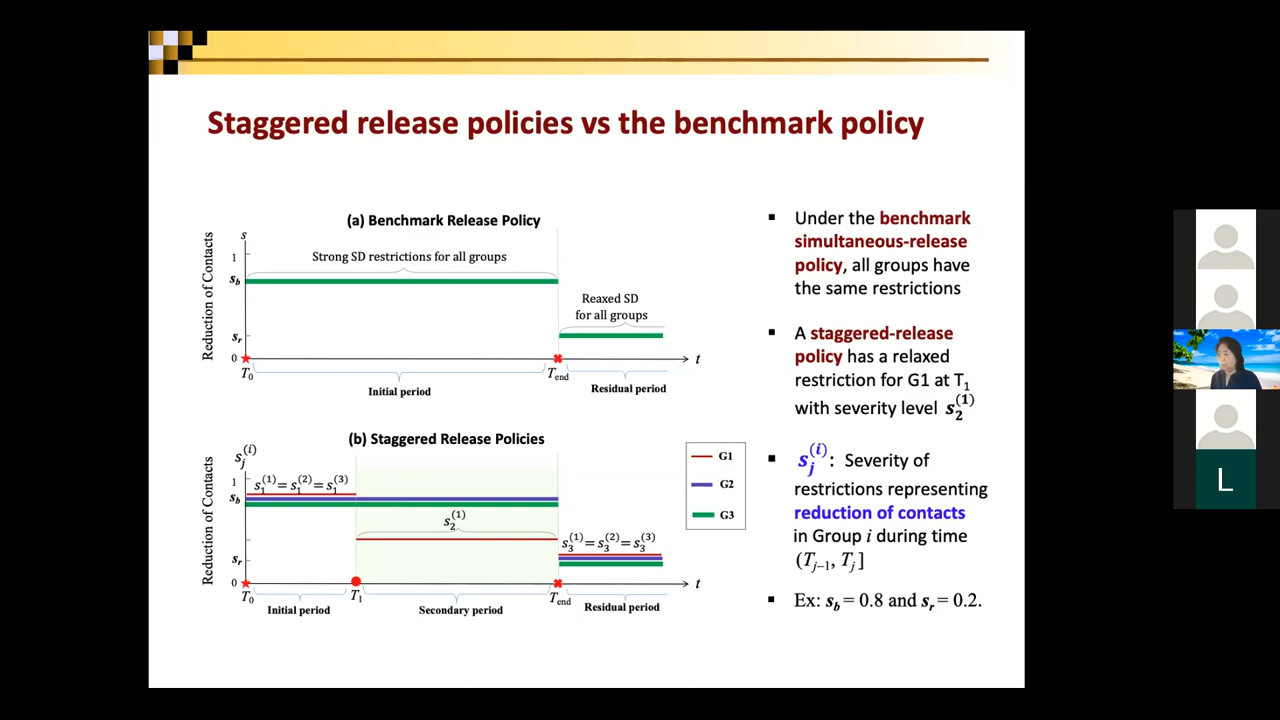 Staggered release policies vs the benchmark policy
(a) Benchmark Release Policy
Reduction of Contacts
s
1
s_b
s_r
0
Strong SD restrictions for all groups
Reaxed SD
for all groups
t
T_0
T_end
Initial period
Residual period
(b) Staggered Release Policies
Reduction of Contacts
s_j^(i)
1
s_b
s_r
0
s_1^(1)=s_1^(2)=s_1^(3)
s_2^(1)
s_3^(1)=s_3^(2)=s_3^(3)
t
T_0
T_1
T_end
Initial period
Secondary period
Residual period
G1
G2
G3
▪ Under the benchmark
simultaneous-release
policy, all groups have
the same restrictions
▪ A staggered-release
policy has a relaxed
restriction for G1 at T_1
with severity level s_2^(1)
▪ s_j^(i): Severity of
restrictions representing
reduction of contacts
in Group i during time
(T_j-1, T_j]
▪ Ex: s_b = 0.8 and s_r = 0.2.
L